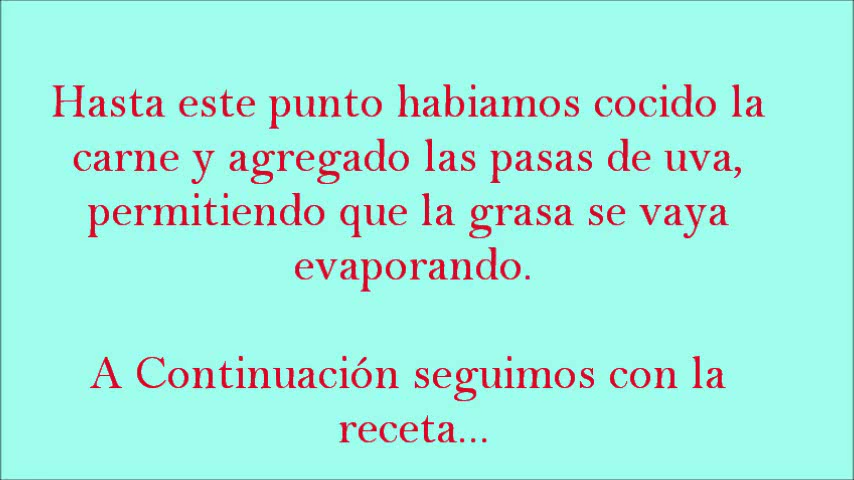 Hasta este punto habiamos cocido la
carne y agregado las pasas de uva,
permitiendo que la grasa se vaya
evaporando.
A Continuación seguimos con la
receta...